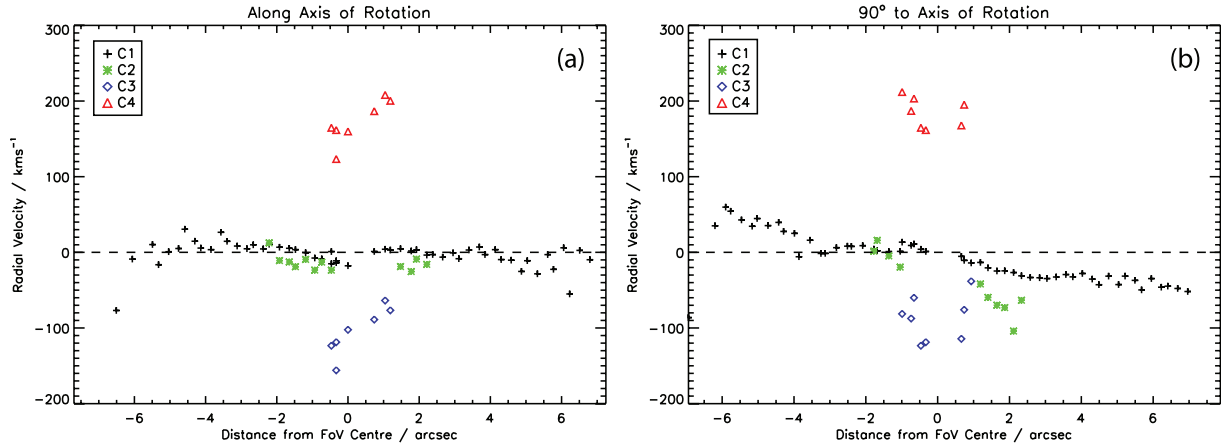 Along Axis of Rotation
(a)
+ C1
C2
C3
C4
300
200
100
0
-100
-200
Radial Velocity / kms⁻¹
-6 -4 -2 0 2 4 6
Distance from FoV Centre / arcsec
90° to Axis of Rotation
(b)
+ C1
C2
C3
C4
300
200
100
0
-100
-200
Radial Velocity / kms⁻¹
-6 -4 -2 0 2 4 6
Distance from FoV Centre / arcsec